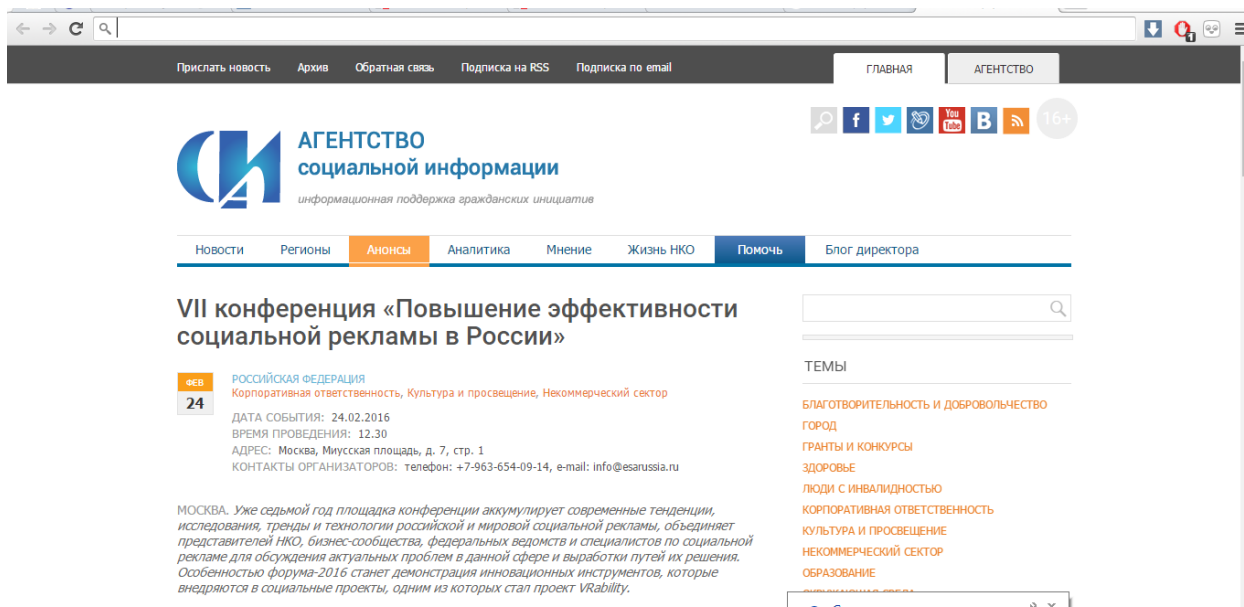 Прислать новость Архив Обратная связь Подписка на RSS Подписка по email ГЛАВНАЯ АГЕНТСТВО
СИ
АГЕНТСТВО
социальной информации
информационная поддержка гражданских инициатив
f You Tube B 16+
Новости Регионы Анонсы Аналитика Мнение Жизнь НКО Помочь Блог директора
VII конференция «Повышение эффективности
социальной рекламы в России»
ФЕВ
24
РОССИЙСКАЯ ФЕДЕРАЦИЯ
Корпоративная ответственность, Культура и просвещение, Некоммерческий сектор
ДАТА СОБЫТИЯ: 24.02.2016
ВРЕМЯ ПРОВЕДЕНИЯ: 12.30
АДРЕС: Москва, Миусская площадь, д. 7, стр. 1
КОНТАКТЫ ОРГАНИЗАТОРОВ: телефон: +7-963-654-09-14, e-mail: info@esarussia.ru
МОСКВА. Уже седьмой год площадка конференции аккумулирует современные тенденции,
исследования, тренды и технологии российской и мировой социальной рекламы, объединяет
представителей НКО, бизнес-сообщества, федеральных ведомств и специалистов по социальной
рекламе для обсуждения актуальных проблем в данной сфере и выработки путей их решения.
Особенностью форума-2016 станет демонстрация инновационных инструментов, которые
внедряются в социальные проекты, одним из которых стал проект VRability.
ТЕМЫ
БЛАГОТВОРИТЕЛЬНОСТЬ И ДОБРОВОЛЬЧЕСТВО
ГОРОД
ГРАНТЫ И КОНКУРСЫ
ЗДОРОВЬЕ
ЛЮДИ С ИНВАЛИДНОСТЬЮ
КОРПОРАТИВНАЯ ОТВЕТСТВЕННОСТЬ
КУЛЬТУРА И ПРОСВЕЩЕНИЕ
НЕКОММЕРЧЕСКИЙ СЕКТОР
ОБРАЗОВАНИЕ